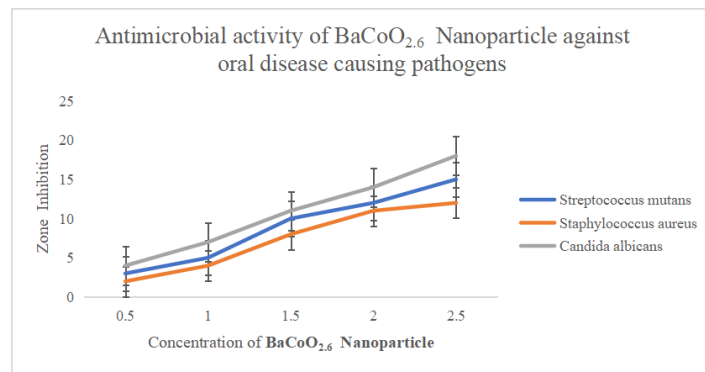 Antimicrobial activity of BaCoO₂.₆ Nanoparticle against
oral disease causing pathogens
25
20
15
10
5
0
Zone Inhibition
0.5 1 1.5 2 2.5
Concentration of BaCoO₂.₆ Nanoparticle
Streptococcus mutans
Staphylococcus aureus
Candida albicans